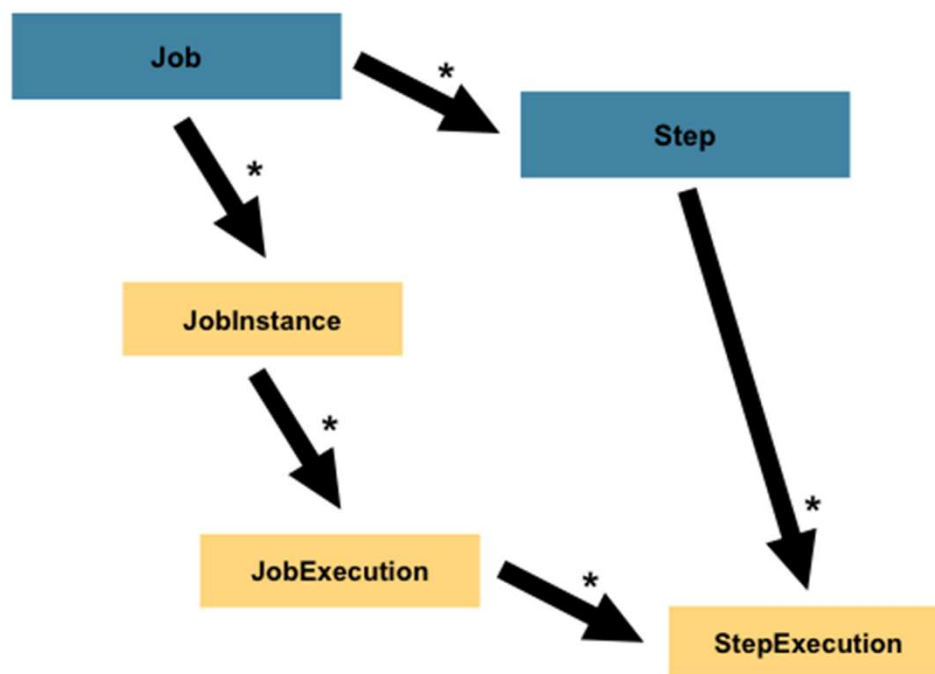 Job
*
Step
*
JobInstance
*
*
JobExecution
*
StepExecution